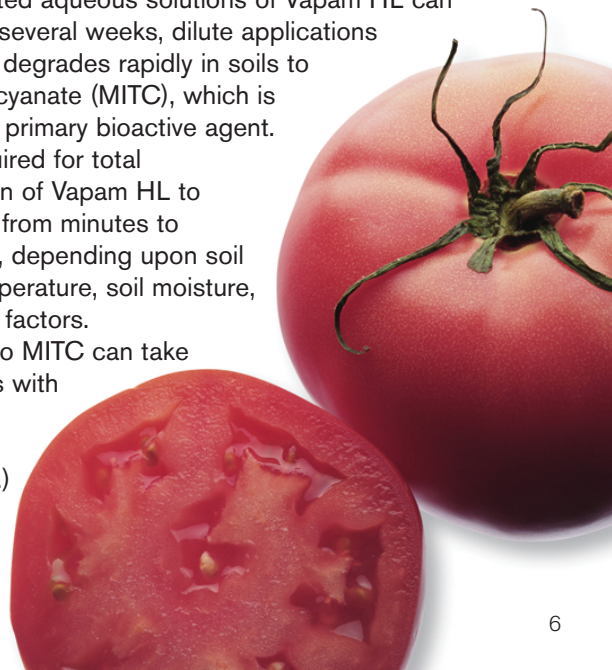 ted aqueous solutions of Vapam HL can
several weeks, dilute applications
degrades rapidly in soils to
cyanate (MITC), which is
primary bioactive agent.
uired for total
n of Vapam HL to
from minutes to
, depending upon soil
perature, soil moisture,
factors.
o MITC can take
s with
)
6